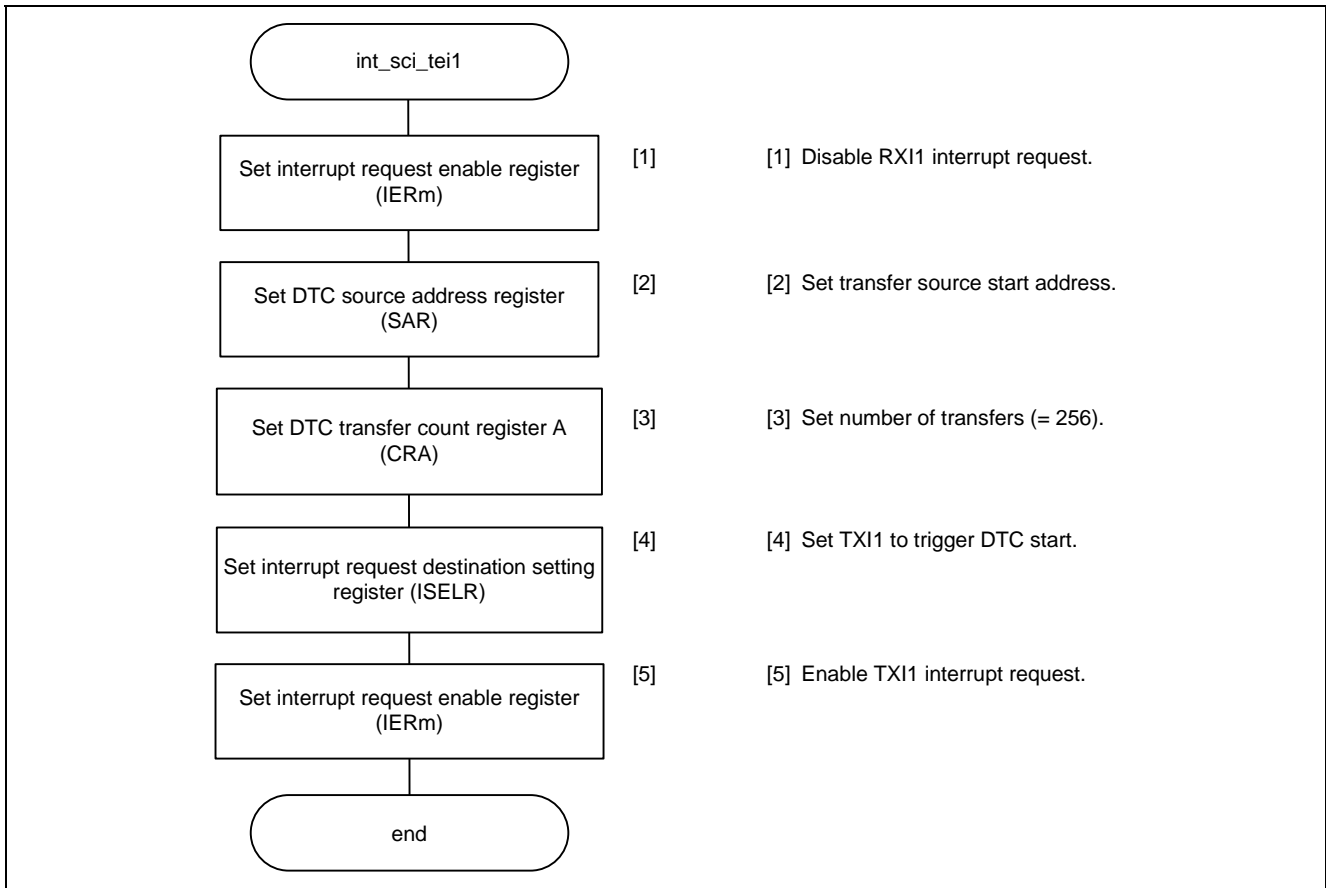 int_sci_tei1
Set interrupt request enable register
(IERm)
[1]
[1] Disable RXI1 interrupt request.
Set DTC source address register
(SAR)
[2]
[2] Set transfer source start address.
Set DTC transfer count register A
(CRA)
[3]
[3] Set number of transfers (= 256).
Set interrupt request destination setting
register (ISELR)
[4]
[4] Set TXI1 to trigger DTC start.
Set interrupt request enable register
(IERm)
[5]
[5] Enable TXI1 interrupt request.
end